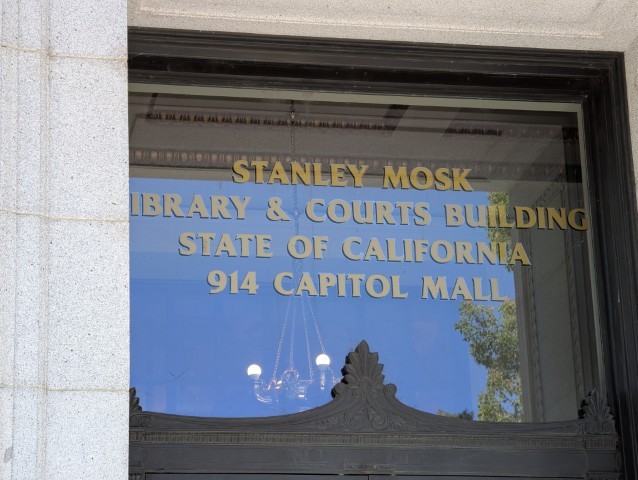 STANLEY MOSK
LIBRARY & COURTS BUILDING
STATE OF CALIFORNIA
914 CAPITOL MALL